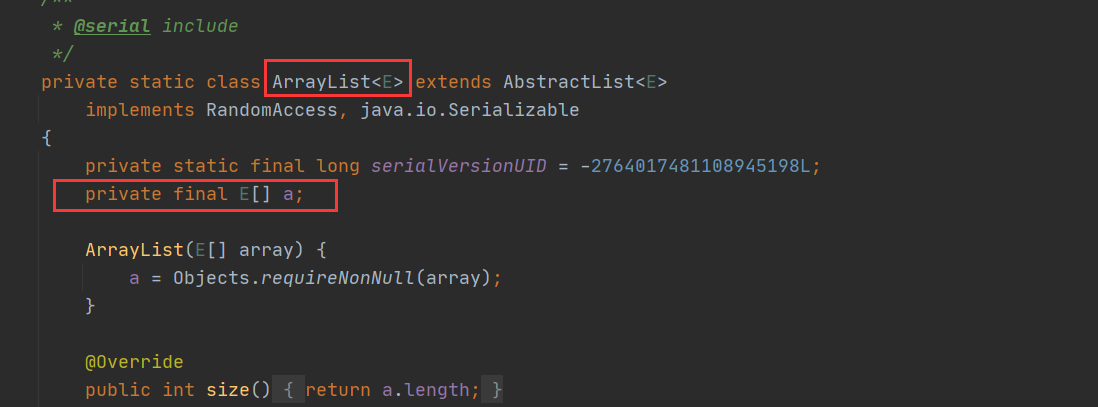 /**
* @serial include
*/
private static class ArrayList<E> extends AbstractList<E>
implements RandomAccess, java.io.Serializable
{
private static final long serialVersionUID = -2764017481108945198L;
private final E[] a;
ArrayList(E[] array) {
a = Objects.requireNonNull(array);
}
@Override
public int size() { return a.length; }